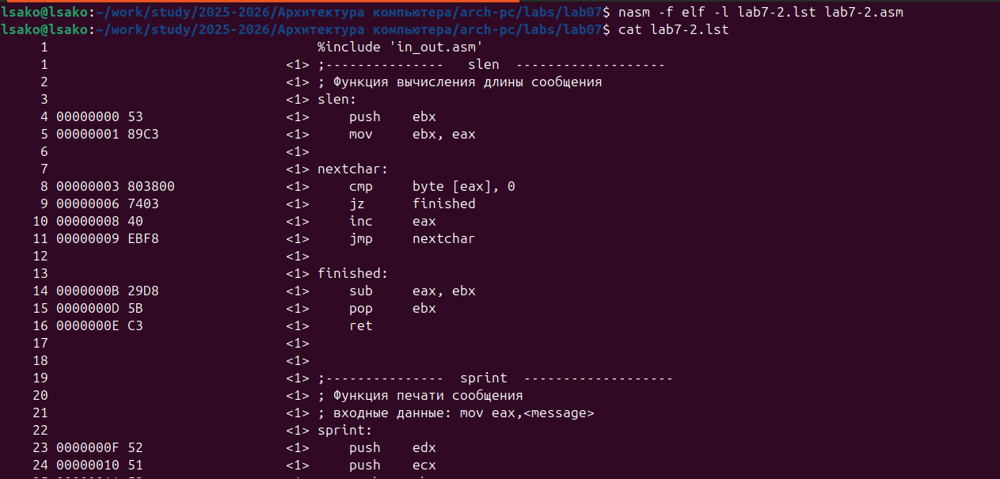 lsako@lsako:~/work/study/2025-2026/Архитектура компьютера/arch-pc/labs/lab07$ nasm -f elf -l lab7-2.lst lab7-2.asm
lsako@lsako:~/work/study/2025-2026/Архитектура компьютера/arch-pc/labs/lab07$ cat lab7-2.lst
     1                                  %include 'in_out.asm'
     1                              <1> ;---------------   slen  -------------------
     2                              <1> ; Функция вычисления длины сообщения
     3                              <1> slen:
     4 00000000 53                  <1>     push    ebx
     5 00000001 89C3                <1>     mov     ebx, eax
     6                              <1>
     7                              <1> nextchar:
     8 00000003 803800              <1>     cmp     byte [eax], 0
     9 00000006 7403                <1>     jz      finished
    10 00000008 40                  <1>     inc     eax
    11 00000009 EBF8                <1>     jmp     nextchar
    12                              <1>
    13                              <1> finished:
    14 0000000B 29D8                <1>     sub     eax, ebx
    15 0000000D 5B                  <1>     pop     ebx
    16 0000000E C3                  <1>     ret
    17                              <1>
    18                              <1>
    19                              <1> ;---------------  sprint  -------------------
    20                              <1> ; Функция печати сообщения
    21                              <1> ; входные данные: mov eax,<message>
    22                              <1> sprint:
    23 0000000F 52                  <1>     push    edx
    24 00000010 51                  <1>     push    ecx